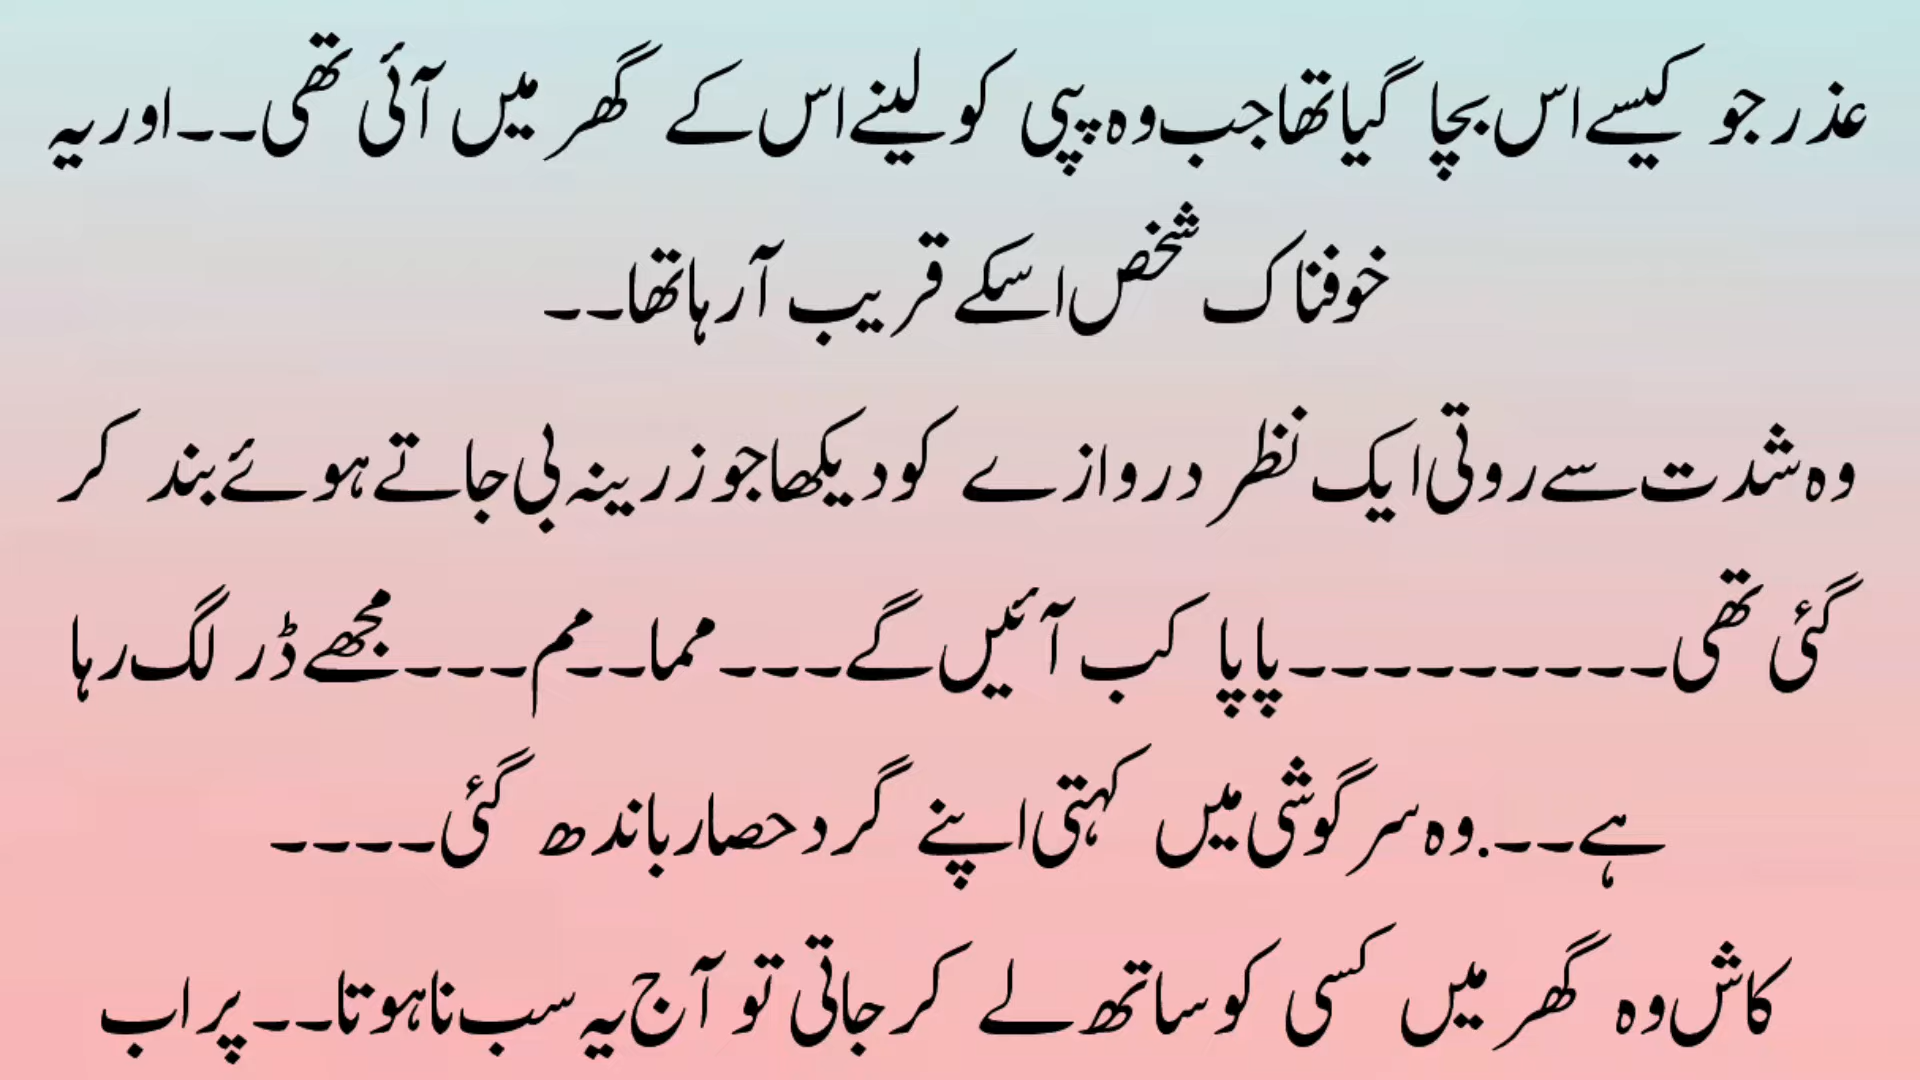 عذر جو کیسے اس بچا گیا تھا جب وہ پپی کو لینے اس کے گھر میں آئی تھی۔۔اور یہ
خوفناک شخص اسکے قریب آ رہا تھا۔۔
وہ شدت سے روتی ایک نظر دروازے کو دیکھا جو زرینہ بی جاتے ہوئے بند کر
گئی تھی۔۔۔۔۔۔۔۔۔پاپا کب آئیں گے۔۔۔مما۔۔مم۔۔۔مجھے ڈر لگ رہا
ہے۔۔.وہ سرگوشی میں کہتی اپنے گرد حصار باندھ گئی۔۔۔۔
کاش وہ گھر میں کسی کو ساتھ لے کر جاتی تو آج یہ سب نا ہوتا۔۔پر اب